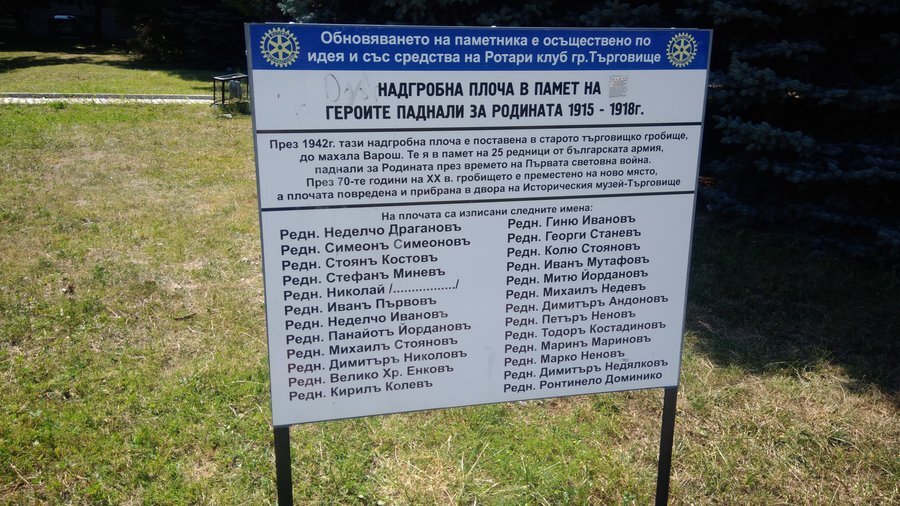 Обновяването на паметника е осъществено по
идея и със средства на Ротари клуб гр.Търговище
НАДГРОБНА ПЛОЧА В ПАМЕТ НА
ГЕРОИТЕ ПАДНАЛИ ЗА РОДИНАТА 1915 - 1918г.
През 1942г. тази надгробна плоча е поставена в старото търговищко гробище,
до махала Варош. Те я в памет на 25 редници от българската армия,
паднали за Родината през времето на Първата световна война.
През 70-те години на XX в. гробището е преместено на ново място,
а плочата повредена и прибрана в двора на Историческия музей-Търговище
На плочата са изписани следните имена:
Редн. Неделчо Драгановъ
Редн. Симеонъ Симеоновъ
Редн. Стоянъ Костовъ
Редн. Стефанъ Миневъ
Редн. Николай /................./
Редн. Иванъ Първовъ
Редн. Неделчо Ивановъ
Редн. Панайотъ Йордановъ
Редн. Михаилъ Стояновъ
Редн. Димитъръ Николовъ
Редн. Велико Хр. Енковъ
Редн. Кирилъ Колевъ
Редн. Гиню Ивановъ
Редн. Георги Станевъ
Редн. Колю Стояновъ
Редн. Иванъ Мутафовъ
Редн. Митю Йордановъ
Редн. Михаилъ Недевъ
Редн. Димитъръ Андоновъ
Редн. Петъръ Неновъ
Редн. Тодоръ Костадиновъ
Редн. Маринъ Мариновъ
Редн. Марко Неновъ
Редн. Димитъръ Недялковъ
Редн. Ронтинело Доминико